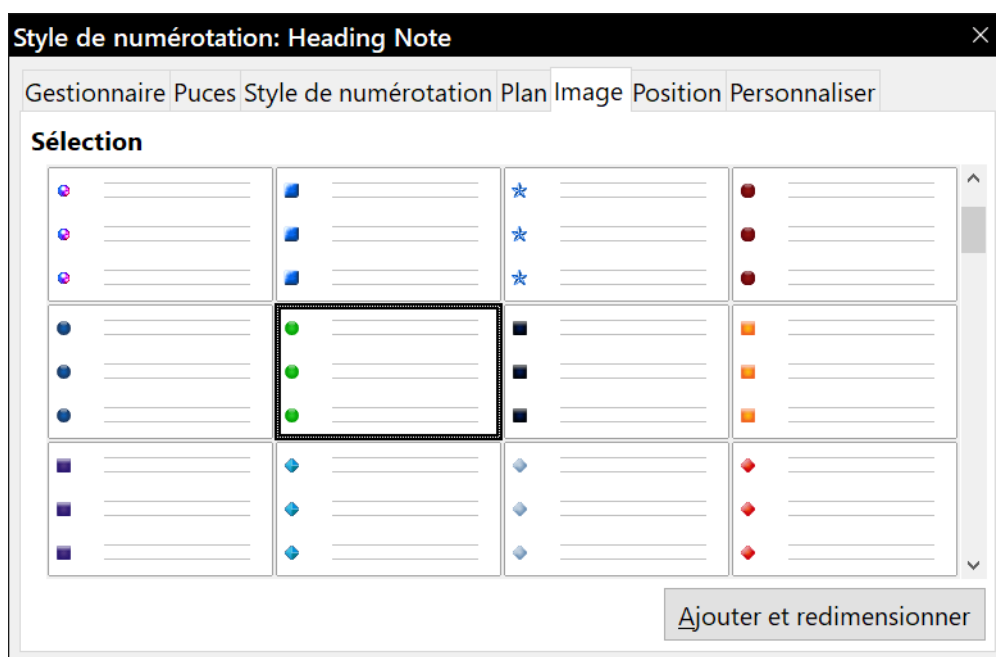 Style de numérotation: Heading Note
Gestionnaire Puces Style de numérotation Plan Image Position Personnaliser
Sélection
Ajouter et redimensionner